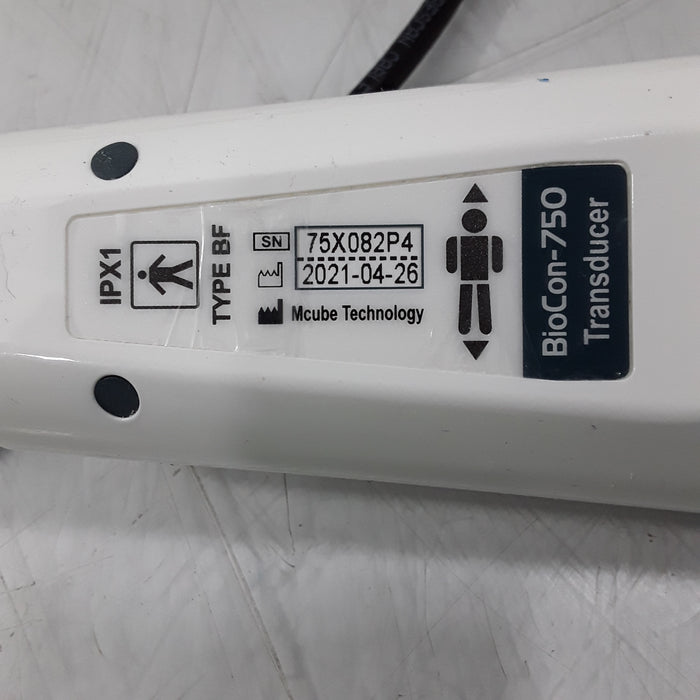 IPX1
TYPE BF
SN 75X082P4
2021-04-26
Mcube Technology
BioCon-750
Transducer